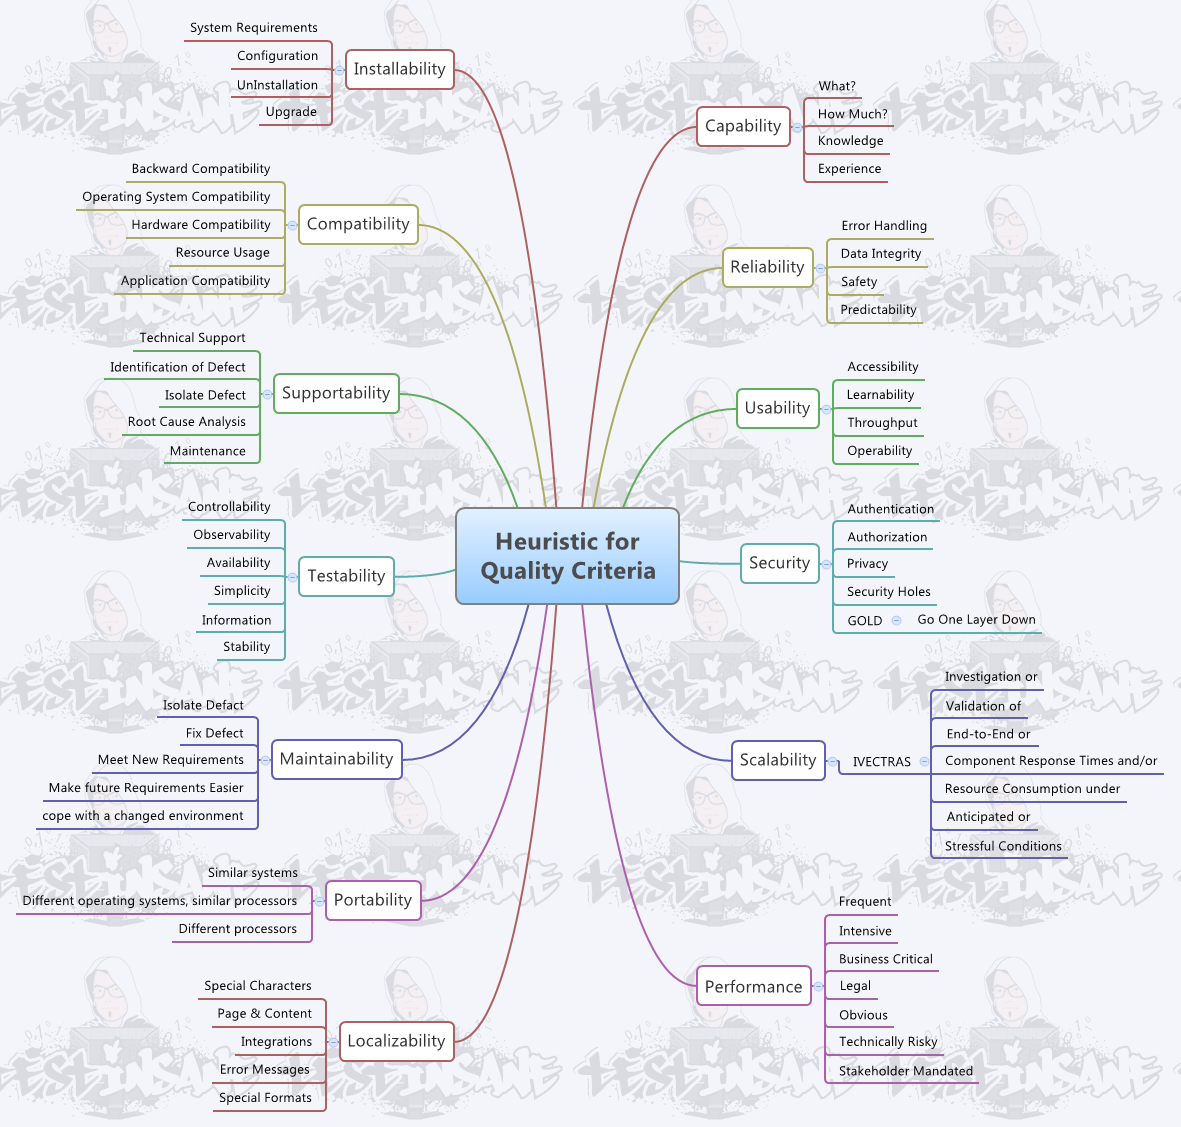 Heuristic for
Quality Criteria
Installability
System Requirements
Configuration
UnInstallation
Upgrade
Compatibility
Backward Compatibility
Operating System Compatibility
Hardware Compatibility
Resource Usage
Application Compatibility
Supportability
Technical Support
Identification of Defect
Isolate Defect
Root Cause Analysis
Maintenance
Testability
Controllability
Observability
Availability
Simplicity
Information
Stability
Maintainability
Isolate Defact
Fix Defect
Meet New Requirements
Make future Requirements Easier
cope with a changed environment
Portability
Similar systems
Different operating systems, similar processors
Different processors
Localizability
Special Characters
Page & Content
Integrations
Error Messages
Special Formats
Capability
What?
How Much?
Knowledge
Experience
Reliability
Error Handling
Data Integrity
Safety
Predictability
Usability
Accessibility
Learnability
Throughput
Operability
Security
Authentication
Authorization
Privacy
Security Holes
GOLD
Go One Layer Down
Scalability
IVECTRAS
Investigation or
Validation of
End-to-End or
Component Response Times and/or
Resource Consumption under
Anticipated or
Stressful Conditions
Performance
Frequent
Intensive
Business Critical
Legal
Obvious
Technically Risky
Stakeholder Mandated